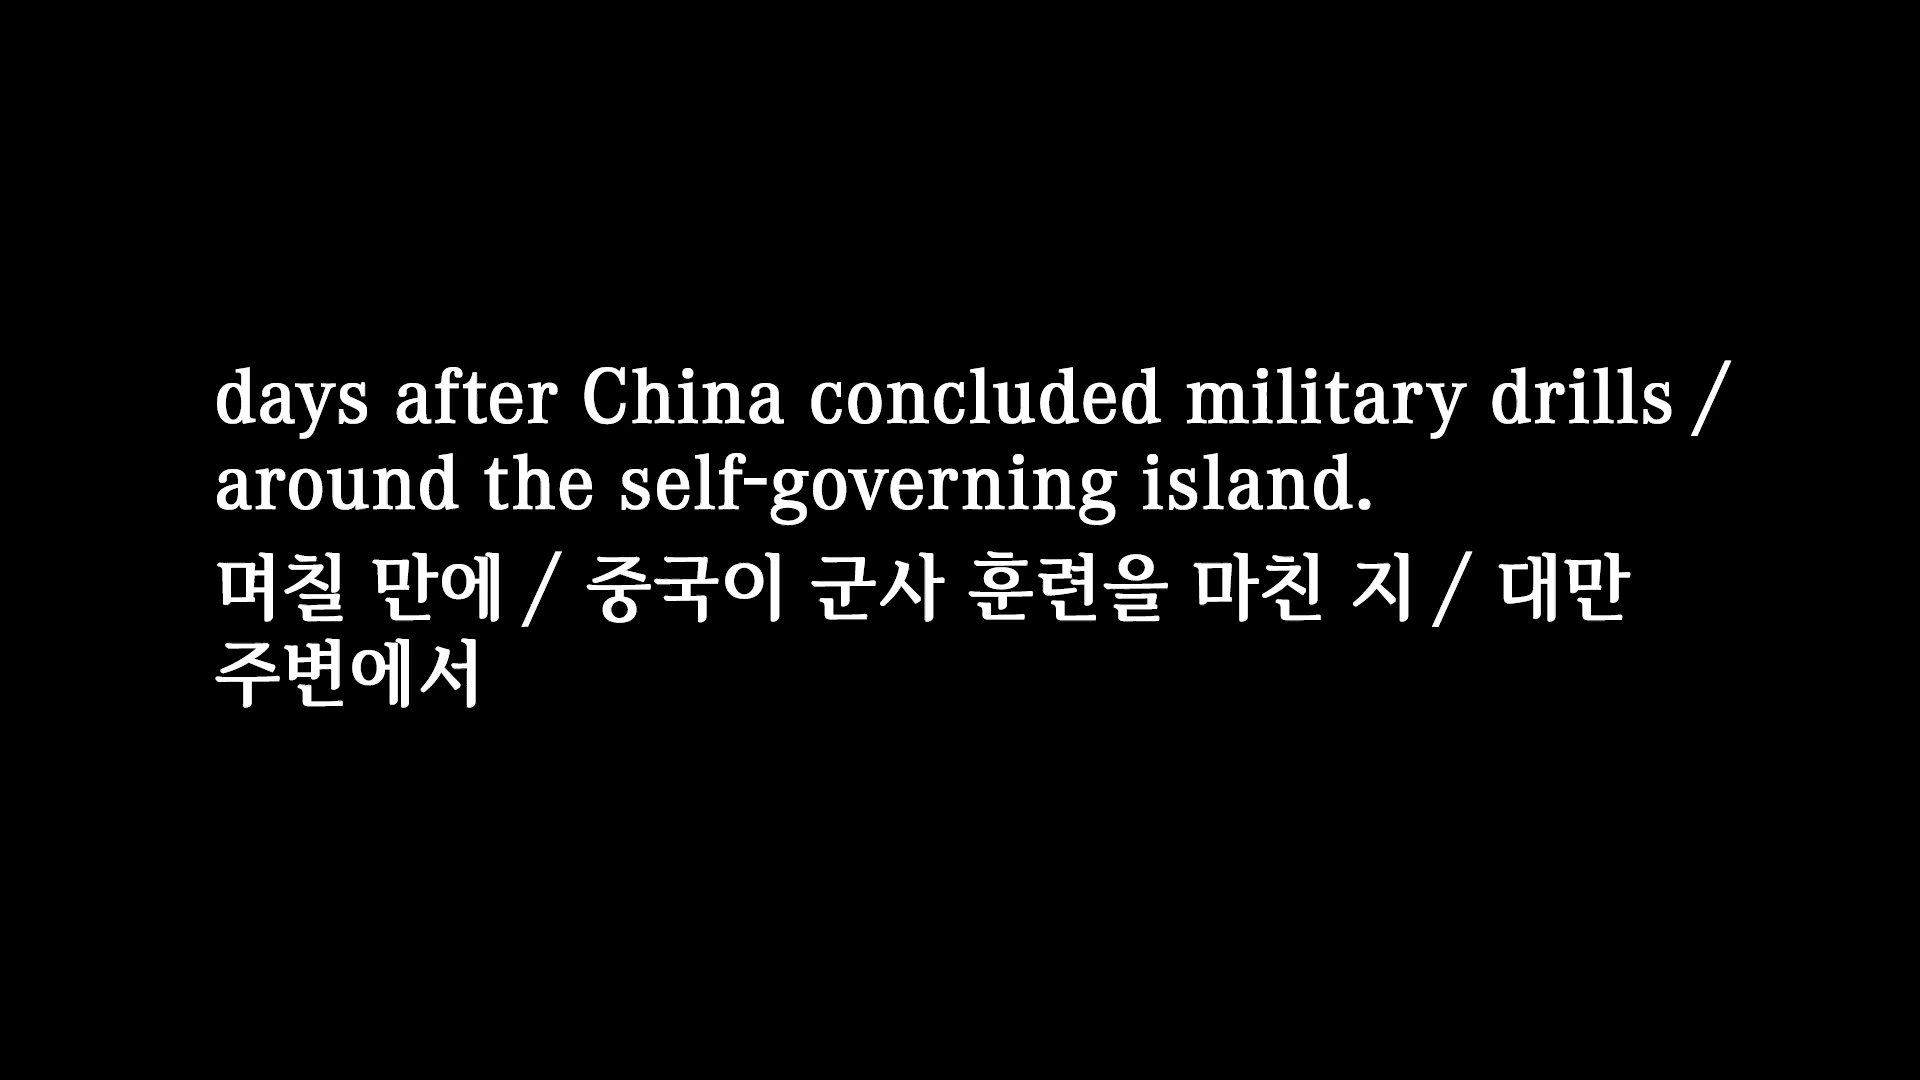 days after China concluded military drills /
around the self-governing island.
며칠 만에 / 중국이 군사 훈련을 마친 지 / 대만
주변에서